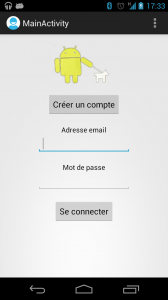 17:33
MainActivity
Créer un compte
Adresse email
Mot de passe
Se connecter